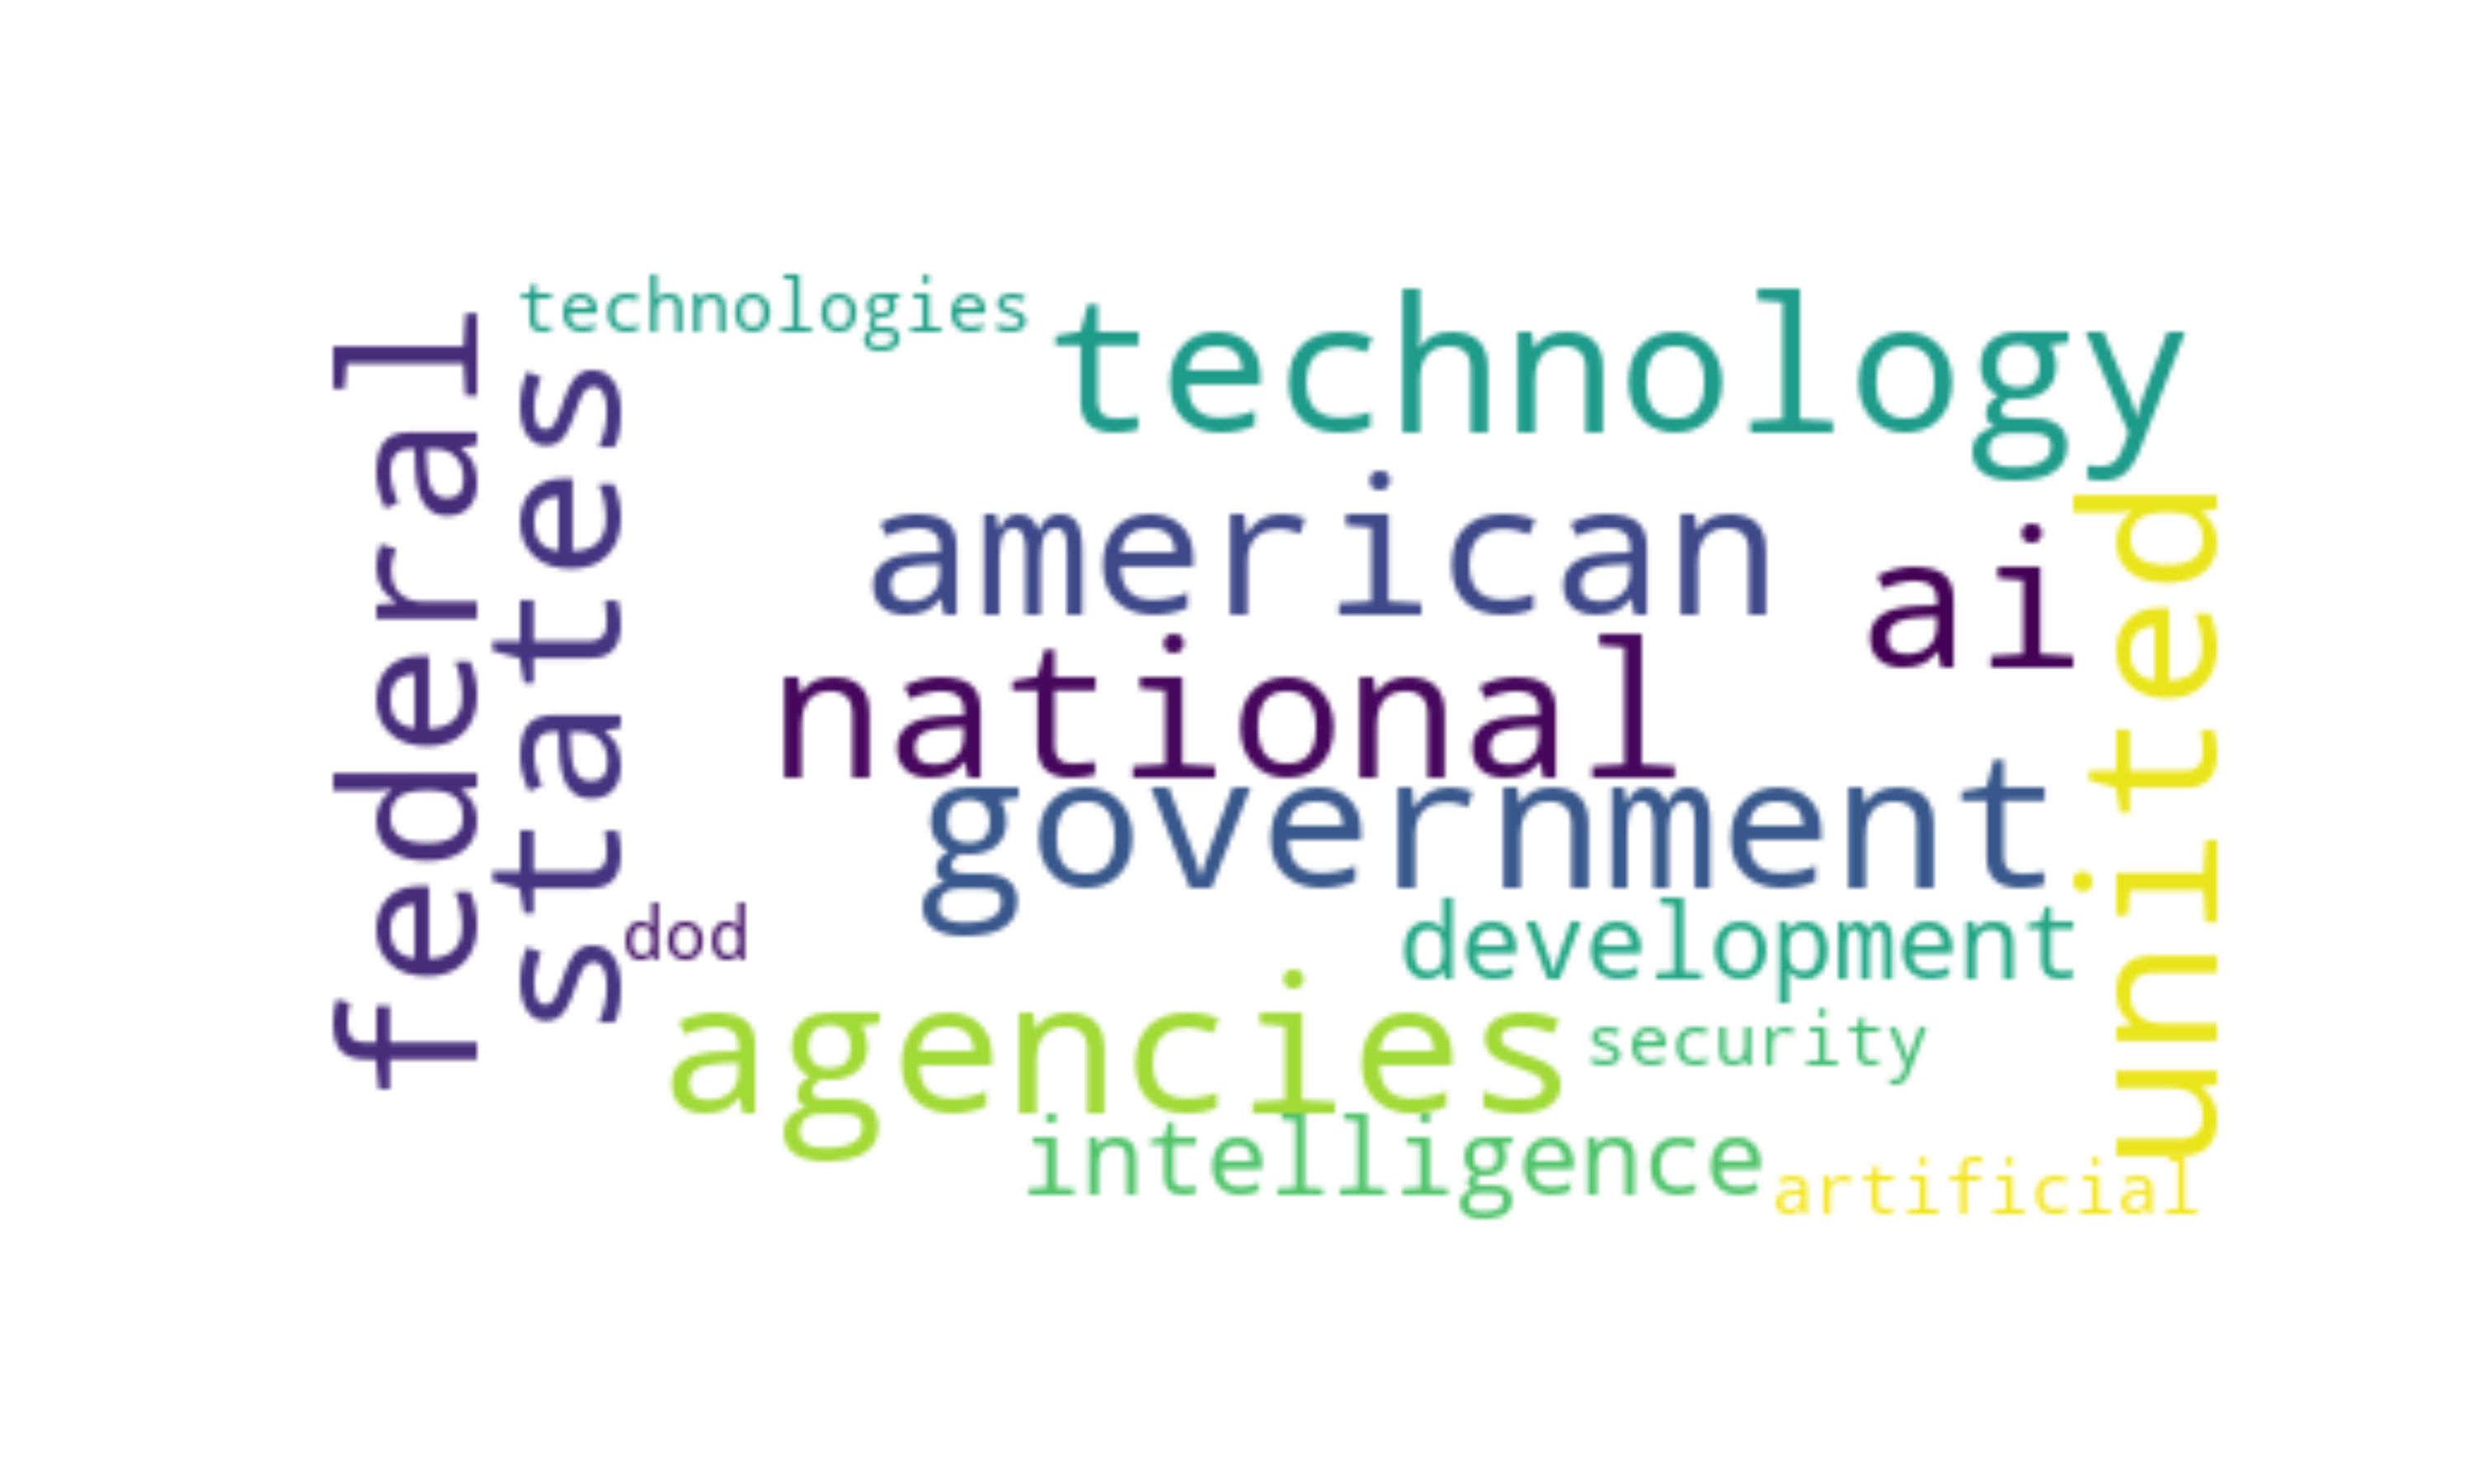 technologies
technology
federal
states
american
ai
united
national
government
dod
development
agencies
security
intelligence
artificial